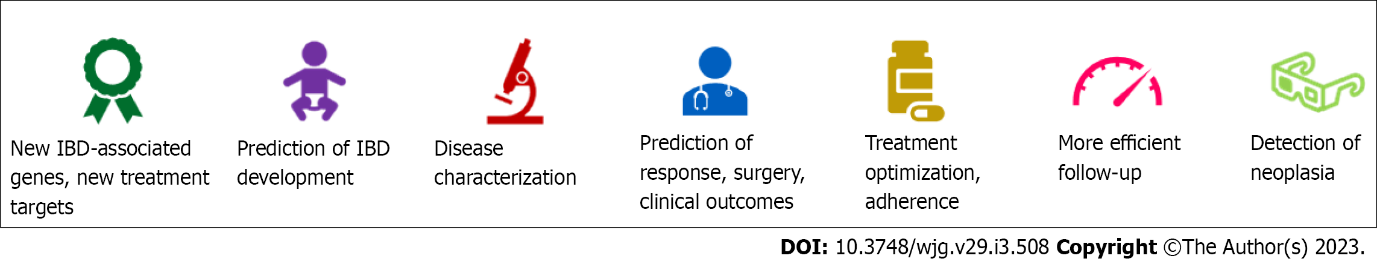 New IBD-associated
genes, new treatment
targets
Prediction of IBD
development
Disease
characterization
Prediction of
response, surgery,
clinical outcomes
Treatment
optimization,
adherence
More efficient
follow-up
Detection of
neoplasia
DOI: 10.3748/wjg.v29.i3.508 Copyright ©The Author(s) 2023.